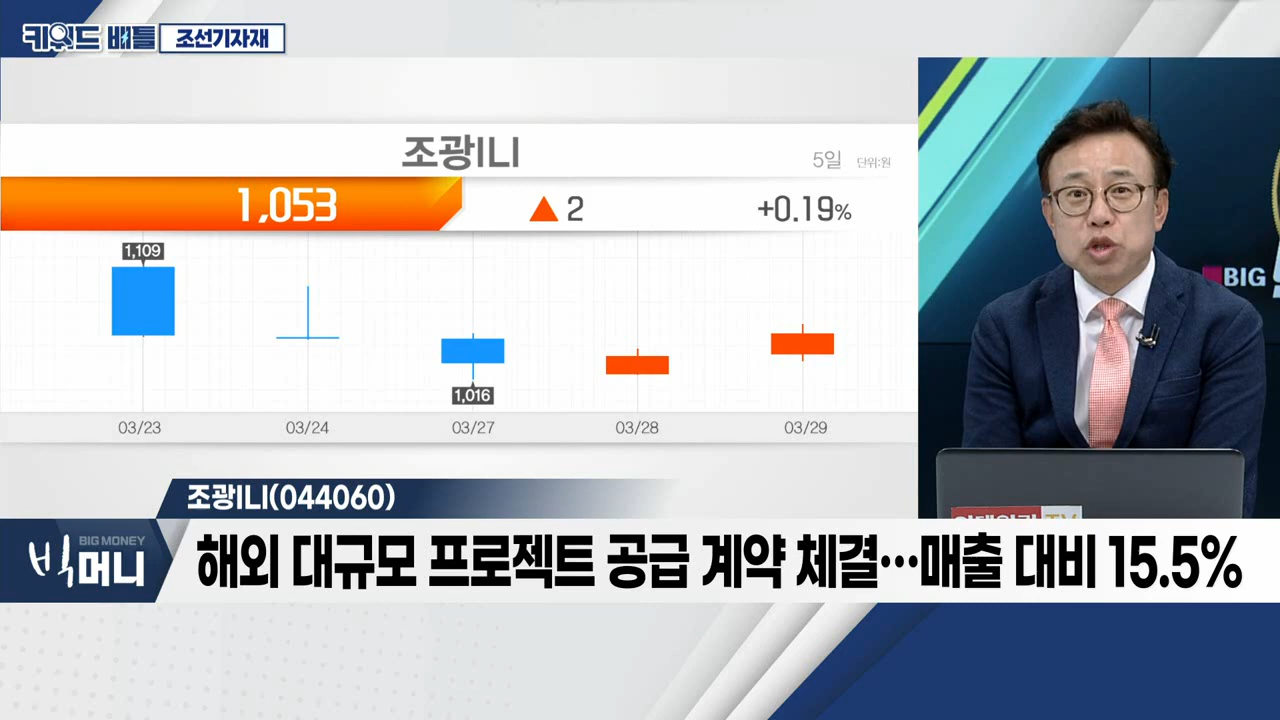 키워드 배틀 조선기자재
조광ILI
5일 단위:원
1,053 ▲ 2 +0.19%
1,109
1,016
03/23 03/24 03/27 03/28 03/29
BIG
조광ILI(044060)
BIG MONEY
빅머니
해외 대규모 프로젝트 공급 계약 체결…매출 대비 15.5%